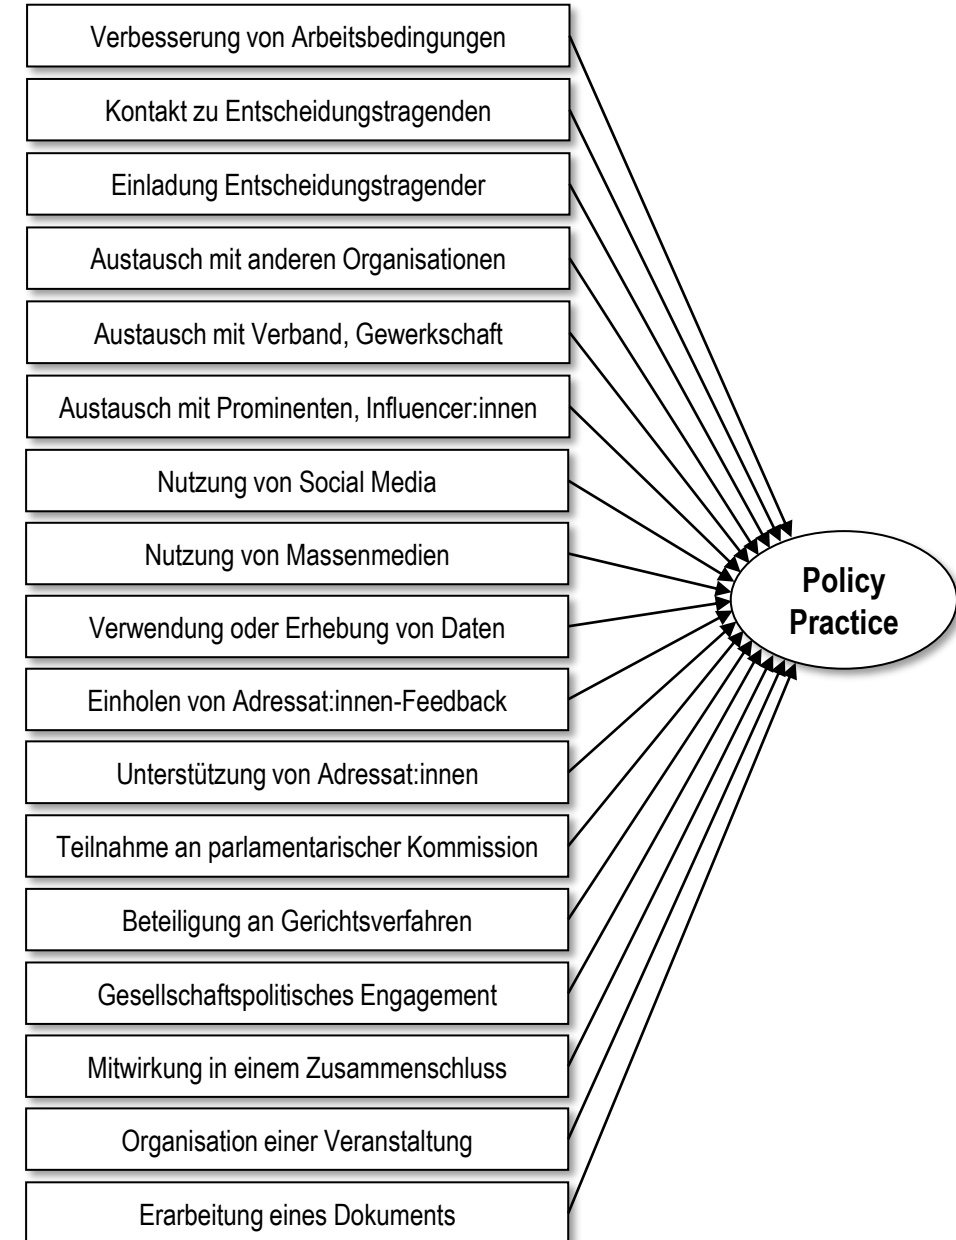 Verbesserung von Arbeitsbedingungen
Kontakt zu Entscheidungstragenden
Einladung Entscheidungstragender
Austausch mit anderen Organisationen
Austausch mit Verband, Gewerkschaft
Austausch mit Prominenten, Influencer:innen
Nutzung von Social Media
Nutzung von Massenmedien
Verwendung oder Erhebung von Daten
Einholen von Adressat:innen-Feedback
Unterstützung von Adressat:innen
Teilnahme an parlamentarischer Kommission
Beteiligung an Gerichtsverfahren
Gesellschaftspolitisches Engagement
Mitwirkung in einem Zusammenschluss
Organisation einer Veranstaltung
Erarbeitung eines Dokuments
Policy
Practice